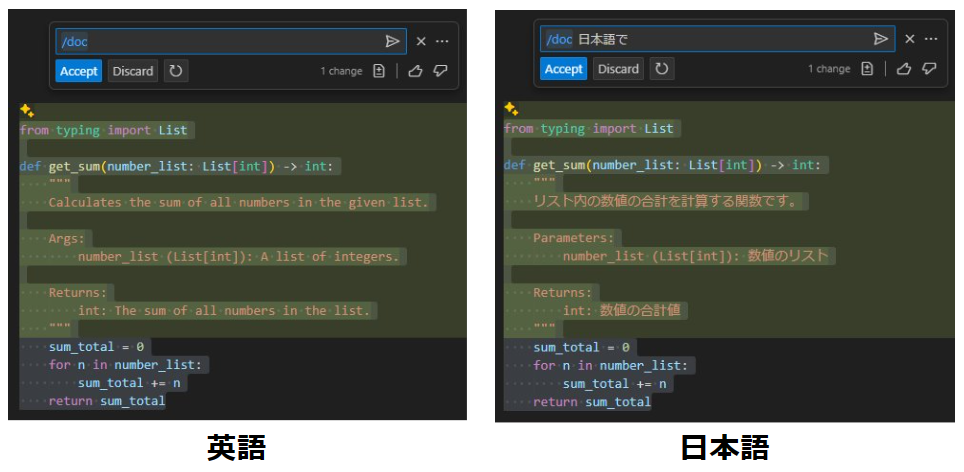 /doc
Accept Discard 1 change
from typing import List
def get_sum(number_list: List[int]) -> int:
"""
Calculates the sum of all numbers in the given list.
Args:
number_list (List[int]): A list of integers.
Returns:
int: The sum of all numbers in the list.
"""
sum_total = 0
for n in number_list:
sum_total += n
return sum_total
英語
/doc 日本語で
Accept Discard 1 change
from typing import List
def get_sum(number_list: List[int]) -> int:
"""
リスト内の数値の合計を計算する関数です。
Parameters:
number_list (List[int]): 数値のリスト
Returns:
int: 数値の合計値
"""
sum_total = 0
for n in number_list:
sum_total += n
return sum_total
日本語